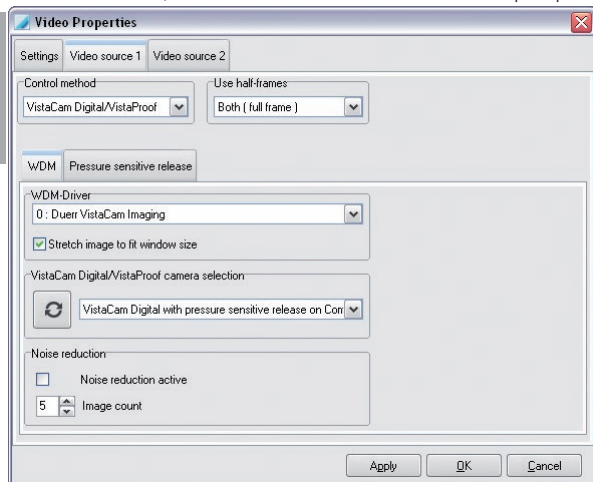 Video Properties
Settings Video source 1 Video source 2
Control method Use half-frames
VistaCam Digital/VistaProof Both ( full frame )
WDM Pressure sensitive release
WDM-Driver
0 : Duerr VistaCam Imaging
Stretch image to fit window size
VistaCam Digital/VistaProof camera selection
VistaCam Digital with pressure sensitive release on Com
Noise reduction
Noise reduction active
5 Image count
Apply OK Cancel